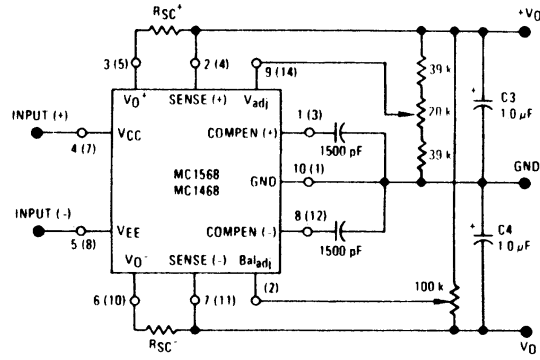 RSC+
+VO
3 (5)
2 (4)
9 (14)
VO+
SENSE (+)
Vadj
39 k
INPUT (+)
4 (7)
VCC
COMPEN (+)
1 (3)
1500 pF
20 k
+
C3
1.0 µF
39 k
MC1568
MC1468
GND
10 (1)
GND
INPUT (-)
5 (8)
VEE
COMPEN (-)
8 (12)
1500 pF
+
C4
1.0 µF
VO-
SENSE (-)
Baladj
6 (10)
7 (11)
(2)
100 k
RSC-
VO